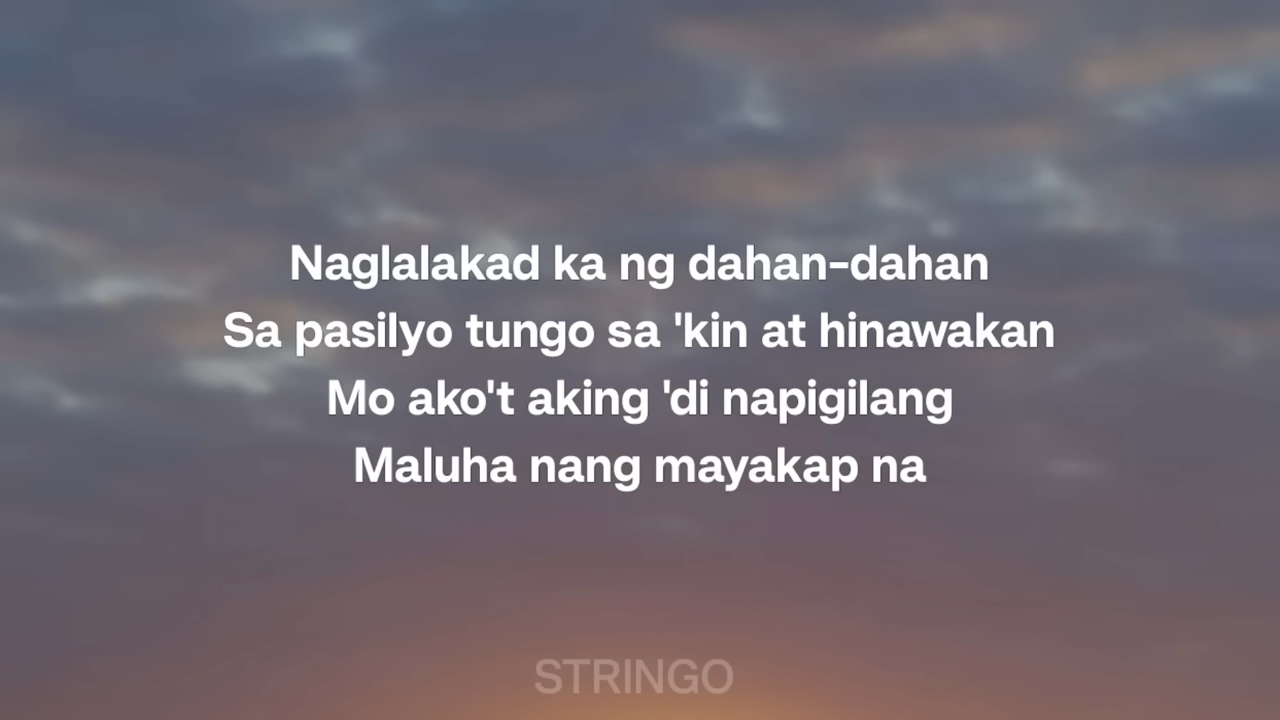 Naglalakad ka ng dahan-dahan
Sa pasilyo tungo sa 'kin at hinawakan
Mo ako't aking 'di napigilang
Maluha nang mayakap na
STRINGO